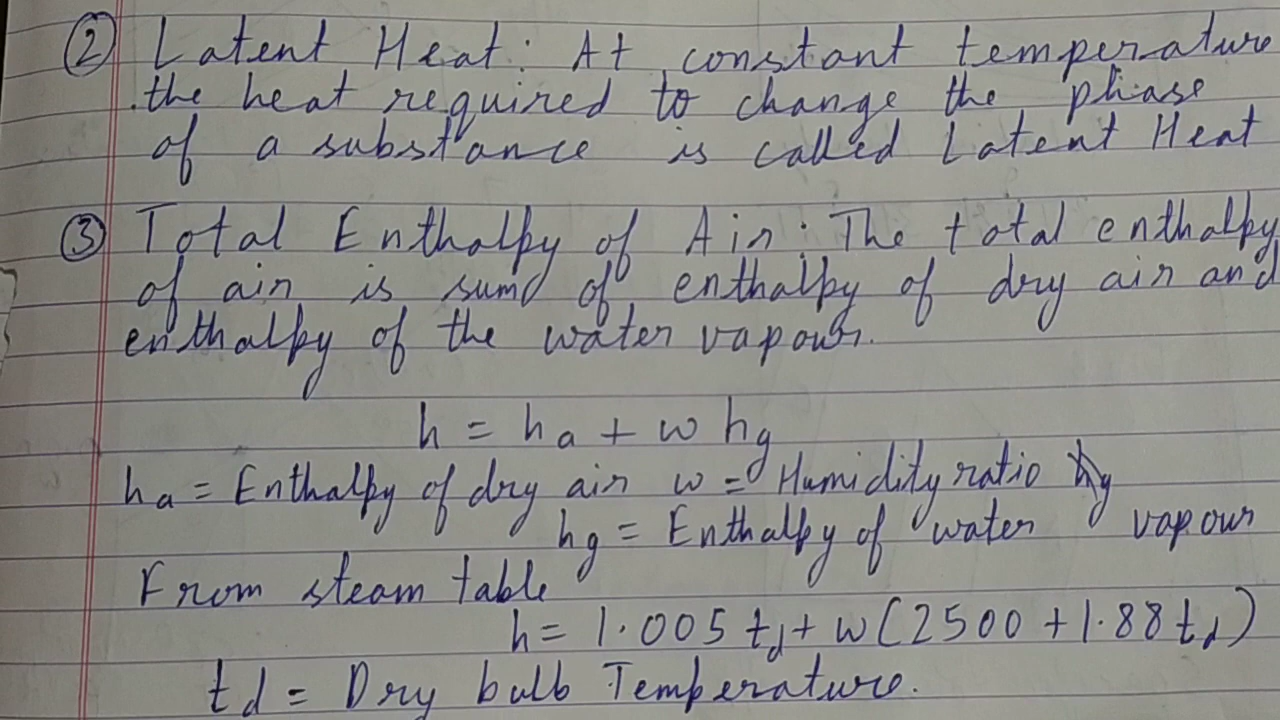 ② Latent Heat: At constant temperature
the heat required to change the phase
of a substance is called Latent Heat
③ Total Enthalpy of Air: The total enthalpy
of air is sum of enthalpy of dry air and
enthalpy of the water vapour.
h = ha + w hg
ha = Enthalpy of dry air w = Humidity ratio
hg = Enthalpy of water vapour
From steam table
h = 1.005 td + w(2500 + 1.88 td)
td = Dry bulb Temperature.